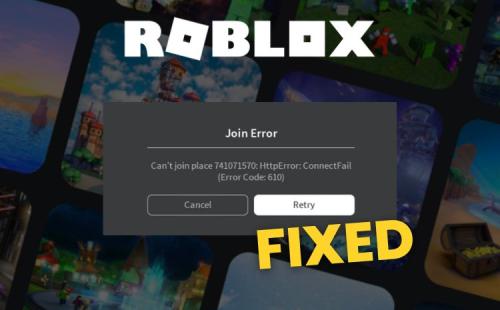 ROBLOX
Join Error
Can't join place 741071570: HttpError: ConnectFail
(Error Code: 610)
Cancel
Retry
FIXED